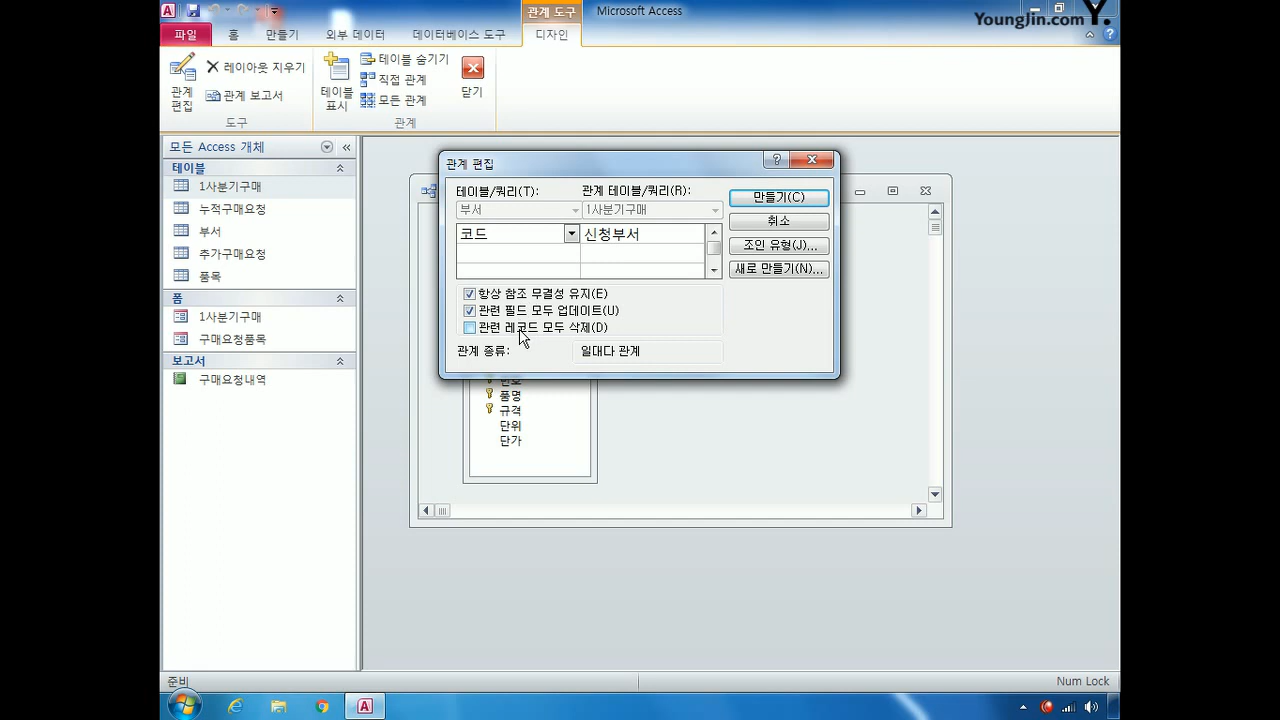 관계 도구
Microsoft Access
YoungJin.com Y.
파일
홈
만들기
외부 데이터
데이터베이스 도구
디자인
관계 편집
레이아웃 지우기
관계 보고서
도구
테이블 표시
테이블 숨기기
직접 관계
모든 관계
닫기
관계
모든 Access 개체
테이블
1사분기구매
누적구매요청
부서
추가구매요청
품목
폼
1사분기구매
구매요청품목
보고서
구매요청내역
관계 편집
테이블/쿼리(T):
관계 테이블/쿼리(R):
부서
1사분기구매
코드
신청부서
만들기(C)
취소
조인 유형(J)...
새로 만들기(N)...
항상 참조 무결성 유지(E)
관련 필드 모두 업데이트(U)
관련 레코드 모두 삭제(D)
관계 종류:
일대다 관계
품명
규격
단위
단가
준비
Num Lock